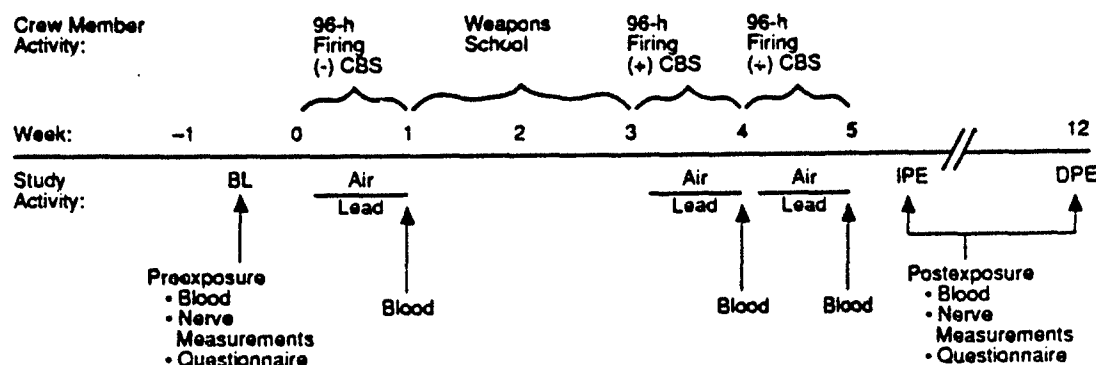 Crew Member Activity:
96-h Firing (-) CBS
Weapons School
96-h Firing (+) CBS
96-h Firing (+) CBS
Week: -1 0 1 2 3 4 5 12
Study Activity:
BL
Air Lead
Air Lead
Air Lead
IPE
DPE
Preexposure
• Blood
• Nerve
Measurements
• Questionnaire
Blood
Blood
Blood
Postexposure
• Blood
• Nerve
Measurements
• Questionnaire